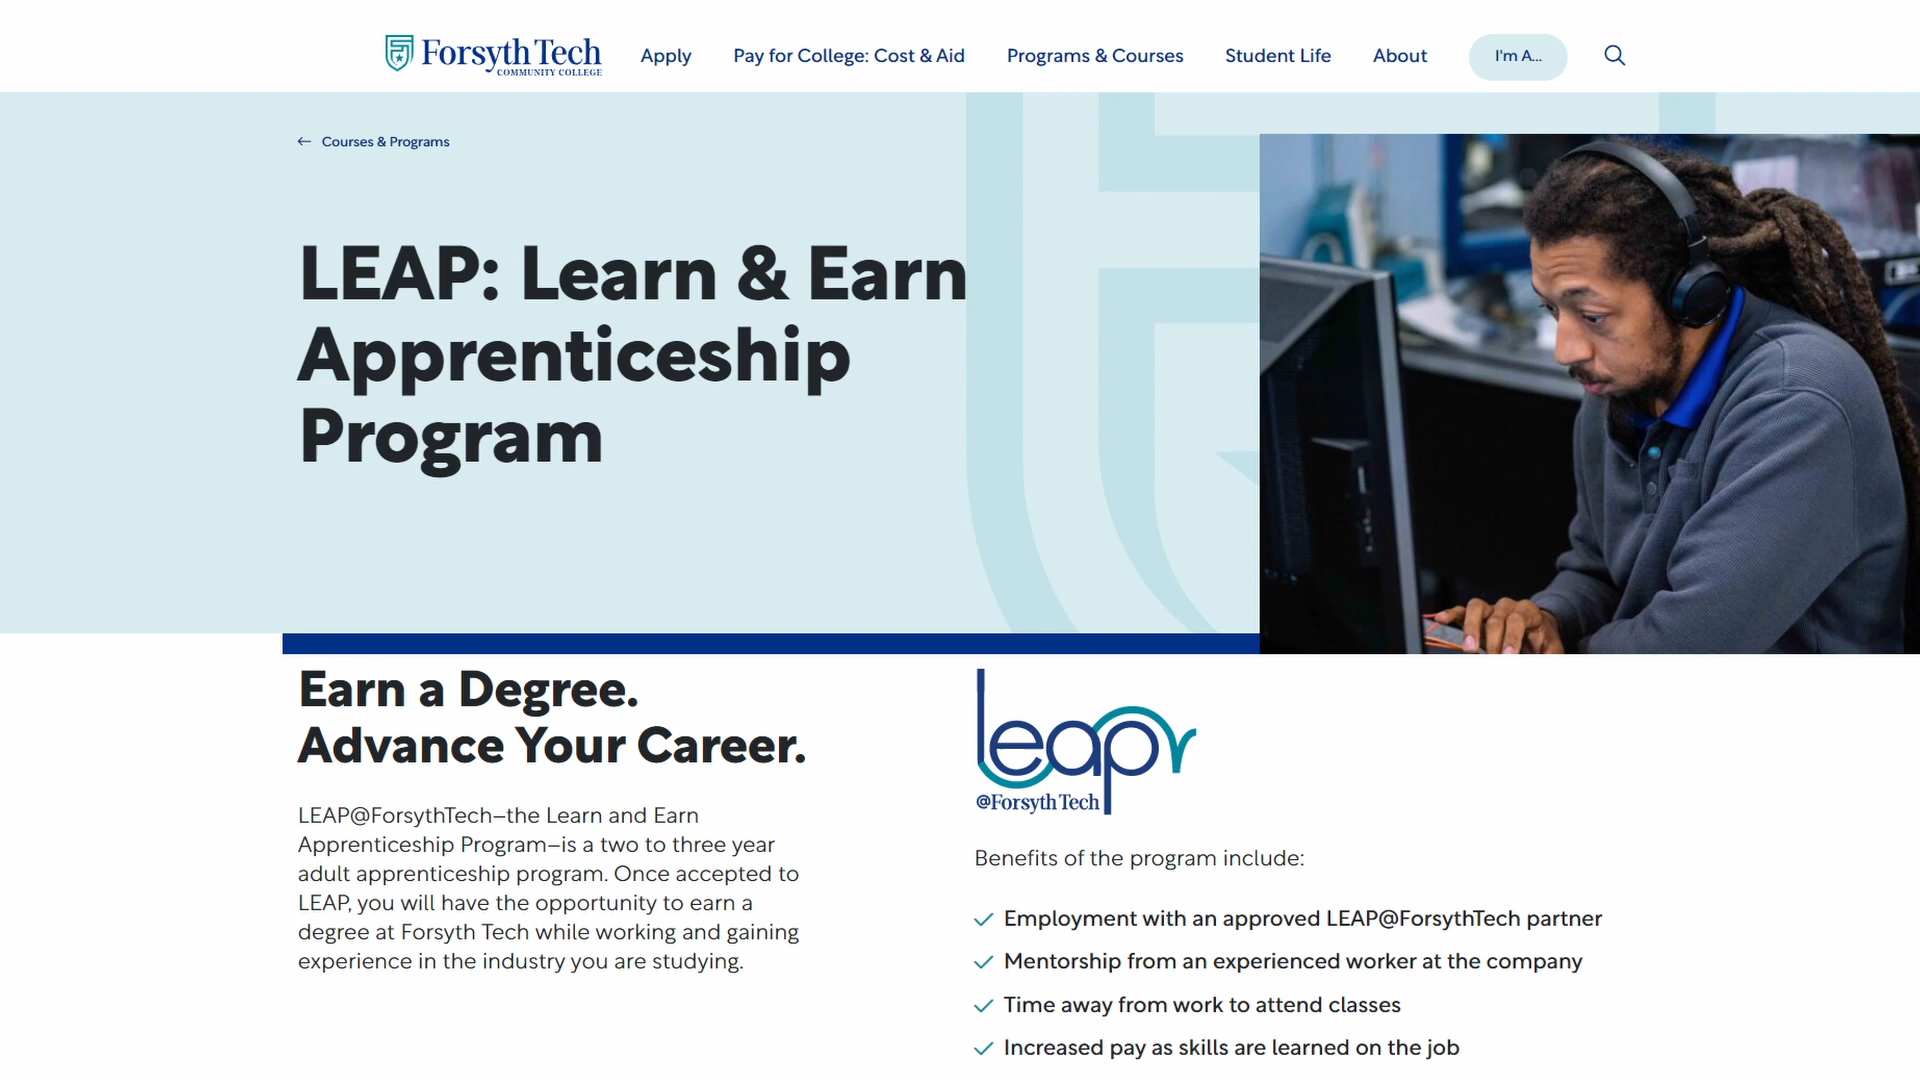 Forsyth Tech
COMMUNITY COLLEGE
Apply
Pay for College: Cost & Aid
Programs & Courses
Student Life
About
I'm A...
← Courses & Programs
LEAP: Learn & Earn
Apprenticeship
Program
Earn a Degree.
Advance Your Career.
LEAP@ForsythTech—the Learn and Earn
Apprenticeship Program—is a two to three year
adult apprenticeship program. Once accepted to
LEAP, you will have the opportunity to earn a
degree at Forsyth Tech while working and gaining
experience in the industry you are studying.
leap
@Forsyth Tech
Benefits of the program include:
Employment with an approved LEAP@ForsythTech partner
Mentorship from an experienced worker at the company
Time away from work to attend classes
Increased pay as skills are learned on the job